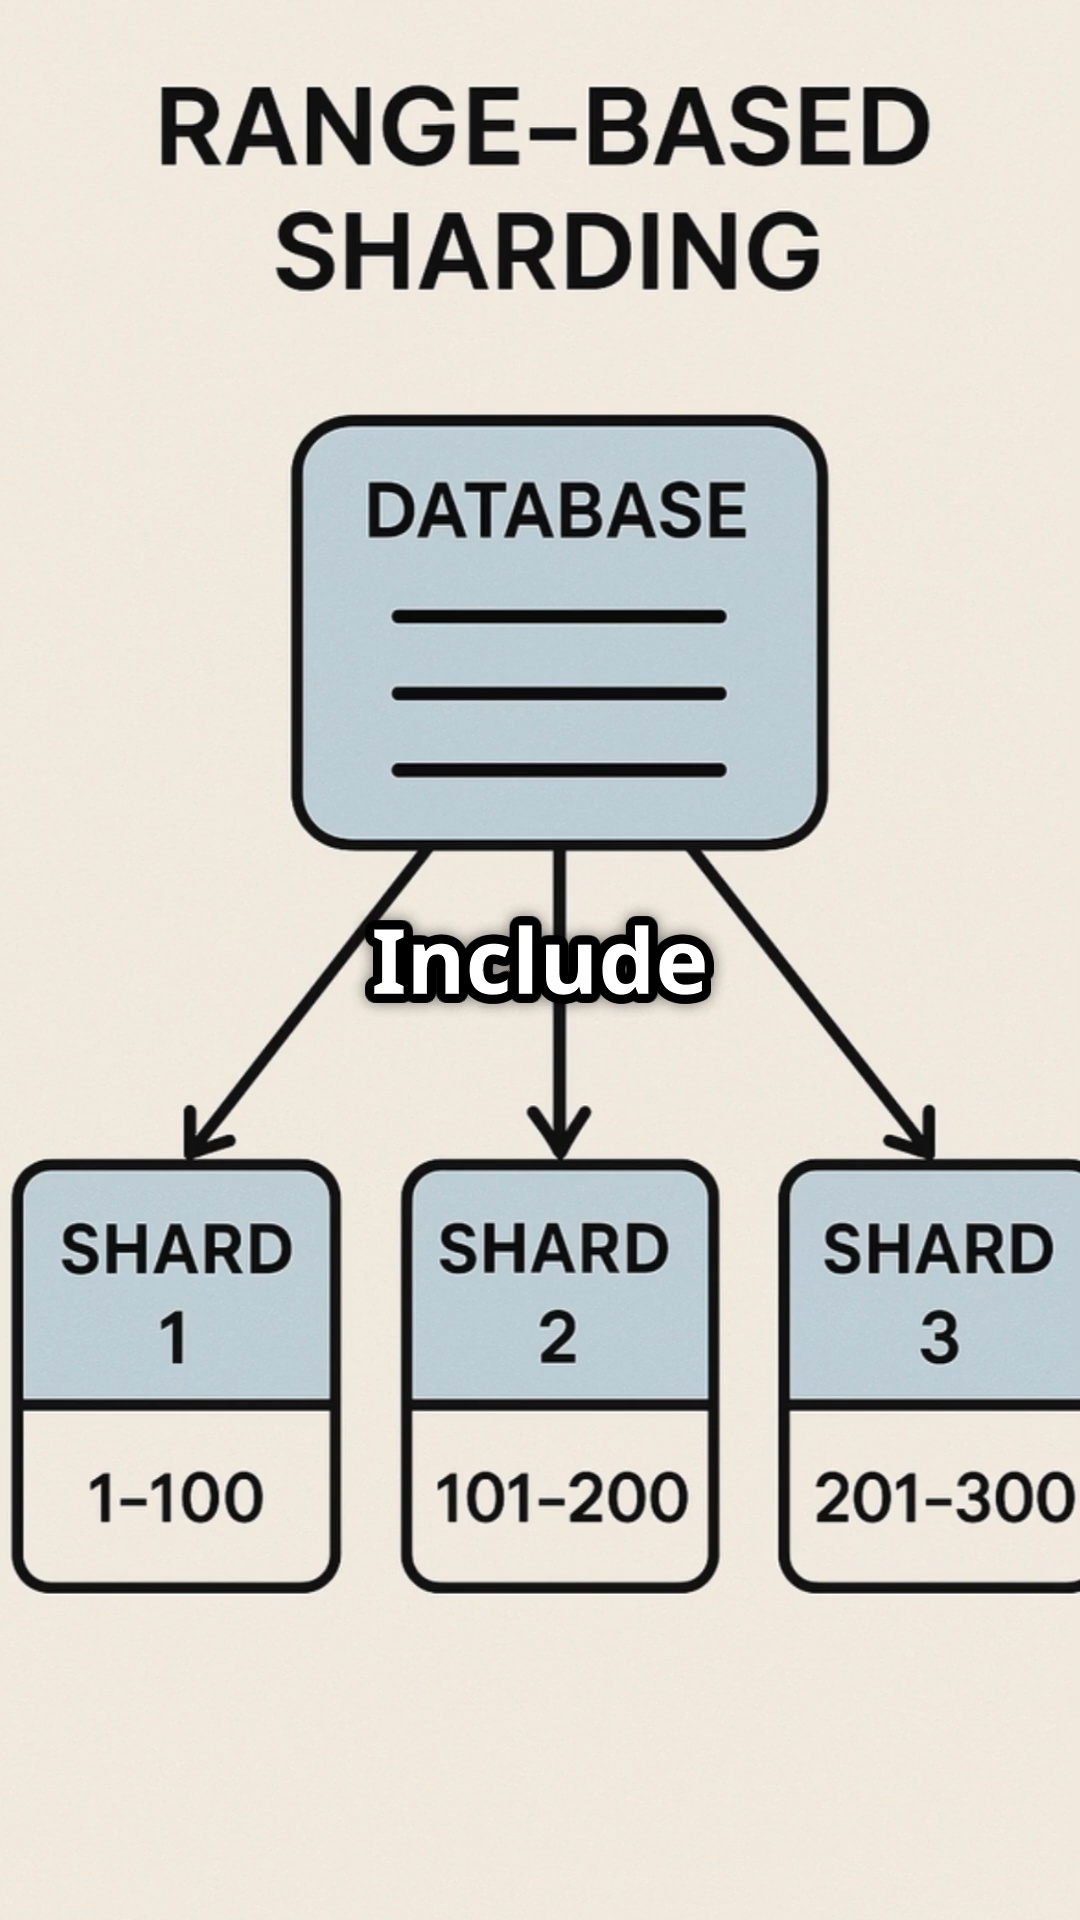 RANGE-BASED
SHARDING
DATABASE
Include
SHARD
1
SHARD
2
SHARD
3
1-100
101-200
201-300